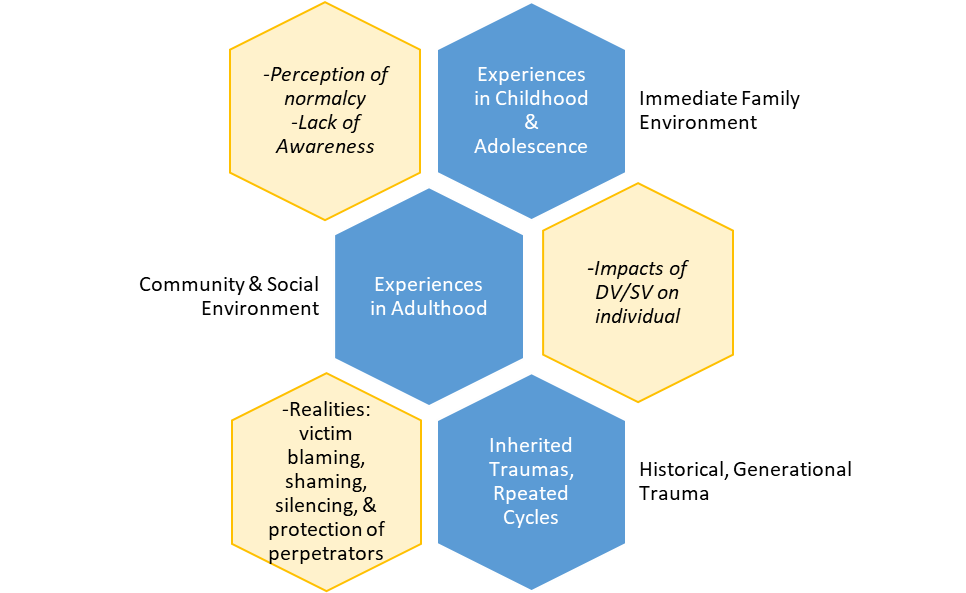 -Perception of
normalcy
-Lack of
Awareness
Experiences
in Childhood
&
Adolescence
Immediate Family
Environment
Community & Social
Environment
Experiences
in Adulthood
-Impacts of
DV/SV on
individual
-Realities:
victim
blaming,
shaming,
silencing, &
protection of
perpetrators
Inherited
Traumas,
Rpeated
Cycles
Historical, Generational
Trauma